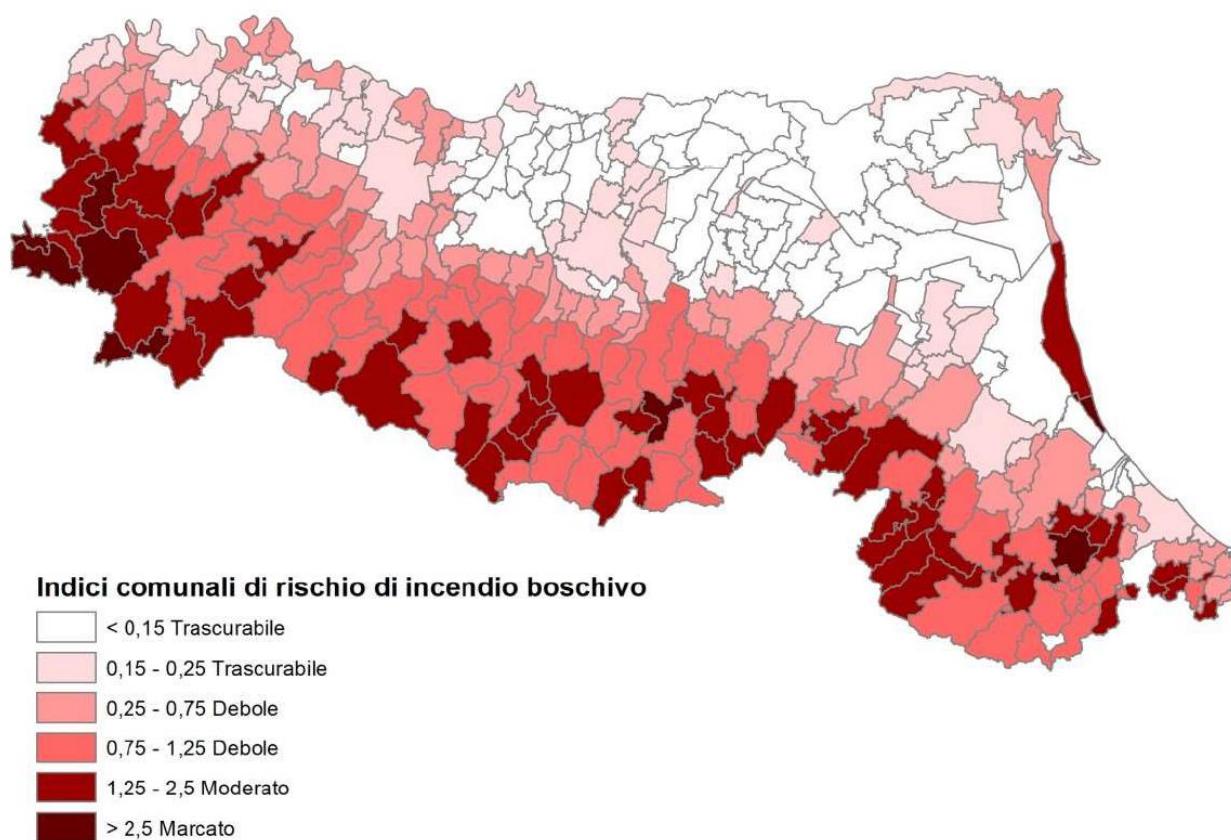 Indici comunali di rischio di incendio boschivo
< 0,15 Trascurabile
0,15 - 0,25 Trascurabile
0,25 - 0,75 Debole
0,75 - 1,25 Debole
1,25 - 2,5 Moderato
> 2,5 Marcato